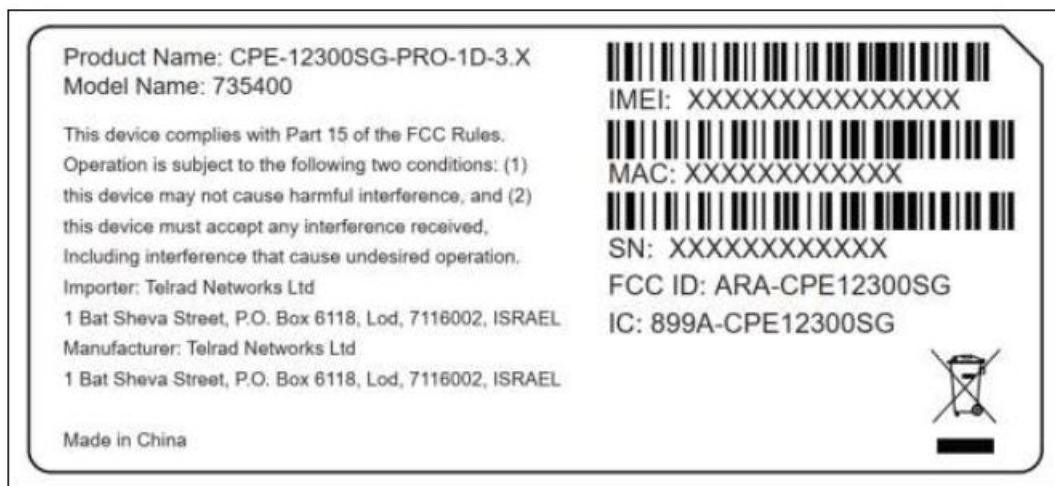 Product Name: CPE-12300SG-PRO-1D-3.X
Model Name: 735400
This device complies with Part 15 of the FCC Rules.
Operation is subject to the following two conditions: (1)
this device may not cause harmful interference, and (2)
this device must accept any interference received,
Including interference that cause undesired operation.
Importer: Telrad Networks Ltd
1 Bat Sheva Street, P.O. Box 6118, Lod, 7116002, ISRAEL
Manufacturer: Telrad Networks Ltd
1 Bat Sheva Street, P.O. Box 6118, Lod, 7116002, ISRAEL
Made in China
IMEI: XXXXXXXXXXXXXXX
MAC: XXXXXXXXXXXX
SN: XXXXXXXXXXXX
FCC ID: ARA-CPE12300SG
IC: 899A-CPE12300SG